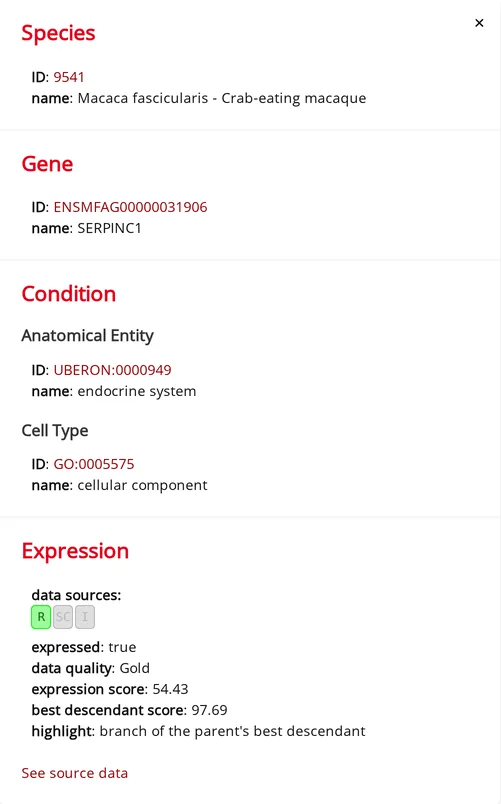 Species
×
ID: 9541
name: Macaca fascicularis - Crab-eating macaque
Gene
ID: ENSMFAG00000031906
name: SERPINC1
Condition
Anatomical Entity
ID: UBERON:0000949
name: endocrine system
Cell Type
ID: GO:0005575
name: cellular component
Expression
data sources:
R SC I
expressed: true
data quality: Gold
expression score: 54.43
best descendant score: 97.69
highlight: branch of the parent's best descendant
See source data